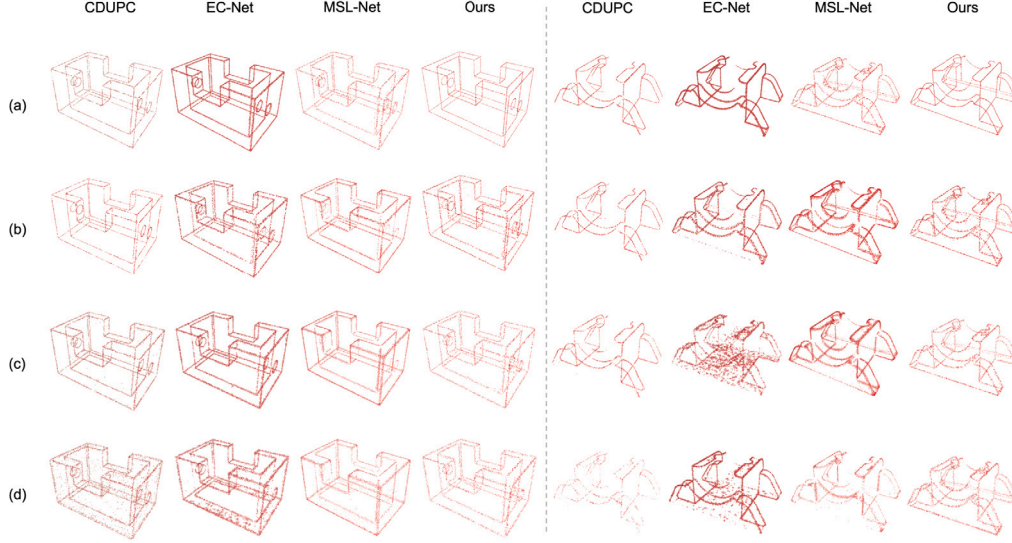 CDUPC EC-Net MSL-Net Ours CDUPC EC-Net MSL-Net Ours
(a)
(b)
(c)
(d)